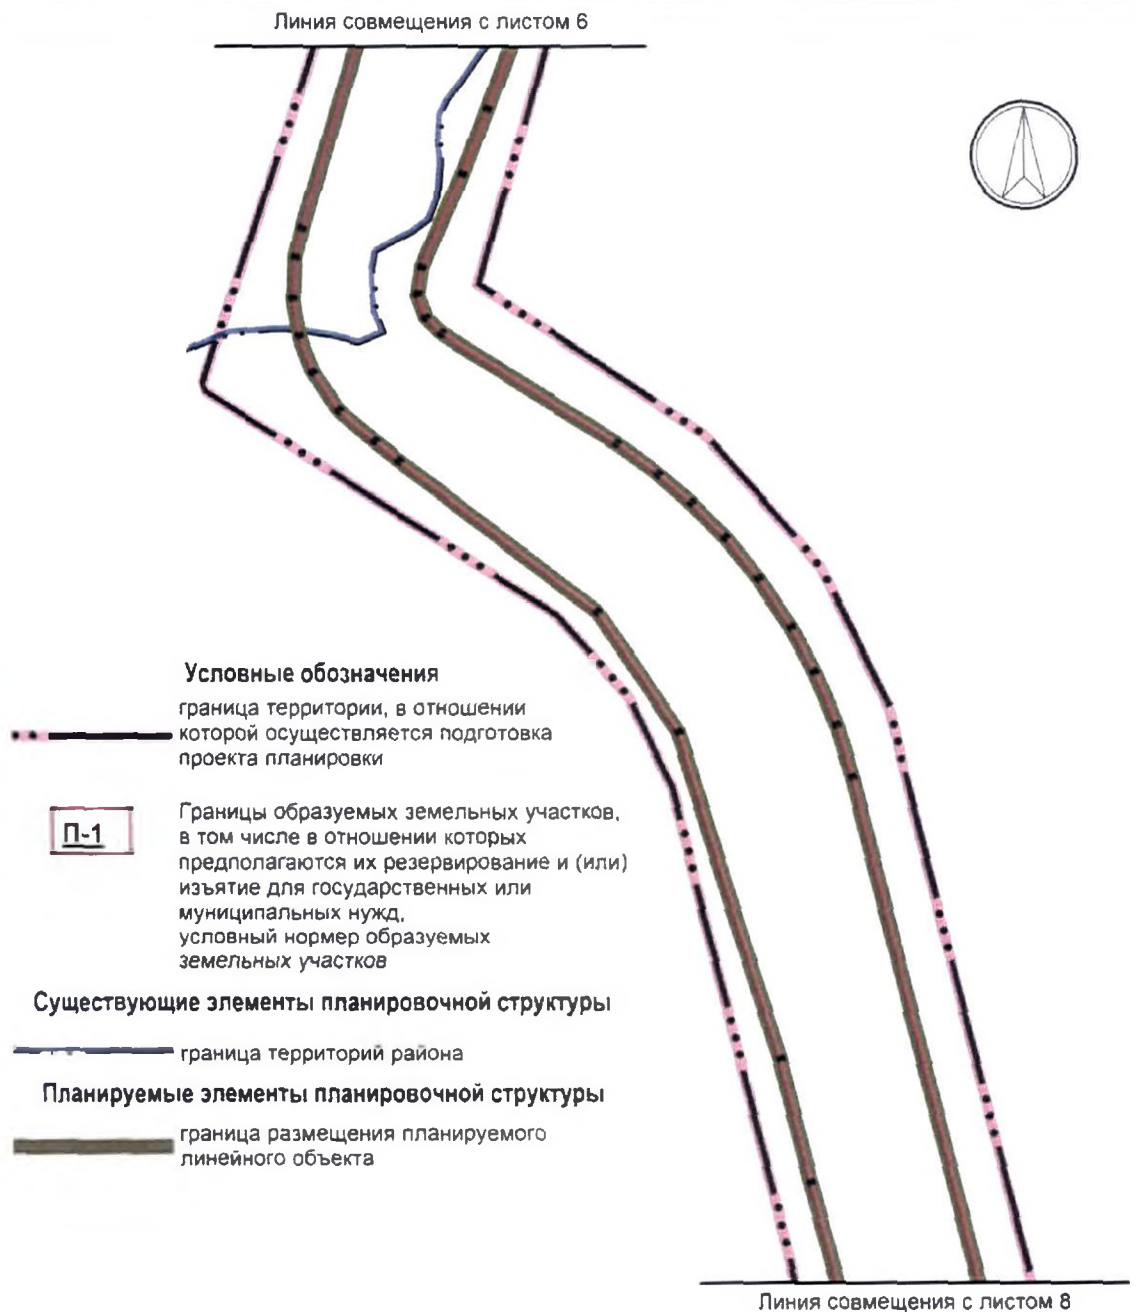 Линия совмещения с листом 6
Условные обозначения
граница территории, в отношении
которой осуществляется подготовка
проекта планировки
П-1
Границы образуемых земельных участков,
в том числе в отношении которых
предполагаются их резервирование и (или)
изъятие для государственных или
муниципальных нужд,
условный нормер образуемых
земельных участков
Существующие элементы планировочной структуры
граница территорий района
Планируемые элементы планировочной структуры
граница размещения планируемого
линейного объекта
Линия совмещения с листом 8